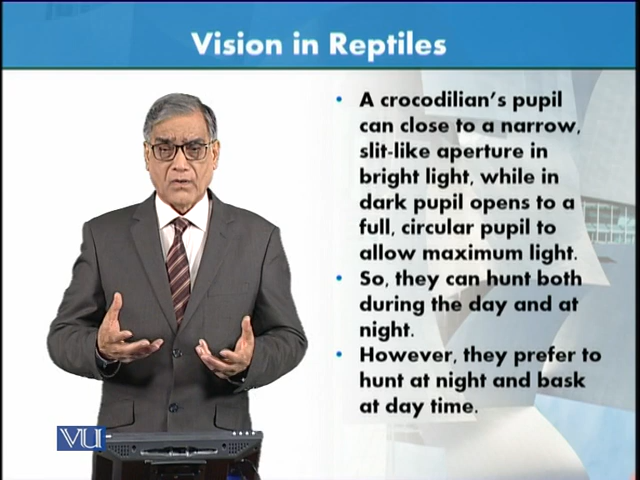 Vision in Reptiles
• A crocodilian's pupil
can close to a narrow,
slit-like aperture in
bright light, while in
dark pupil opens to a
full, circular pupil to
allow maximum light.
• So, they can hunt both
during the day and at
night.
• However, they prefer to
hunt at night and bask
at day time.
VU